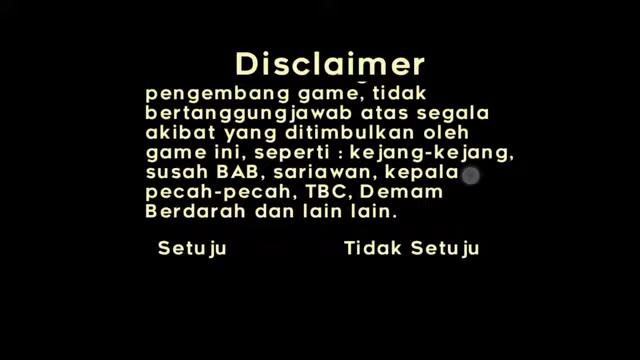 Disclaimer
pengembang game, tidak
bertanggungjawab atas segala
akibat yang ditimbulkan oleh
game ini, seperti : kejang-kejang,
susah BAB, sariawan, kepala
pecah-pecah, TBC, Demam
Berdarah dan lain lain.
Setuju Tidak Setuju